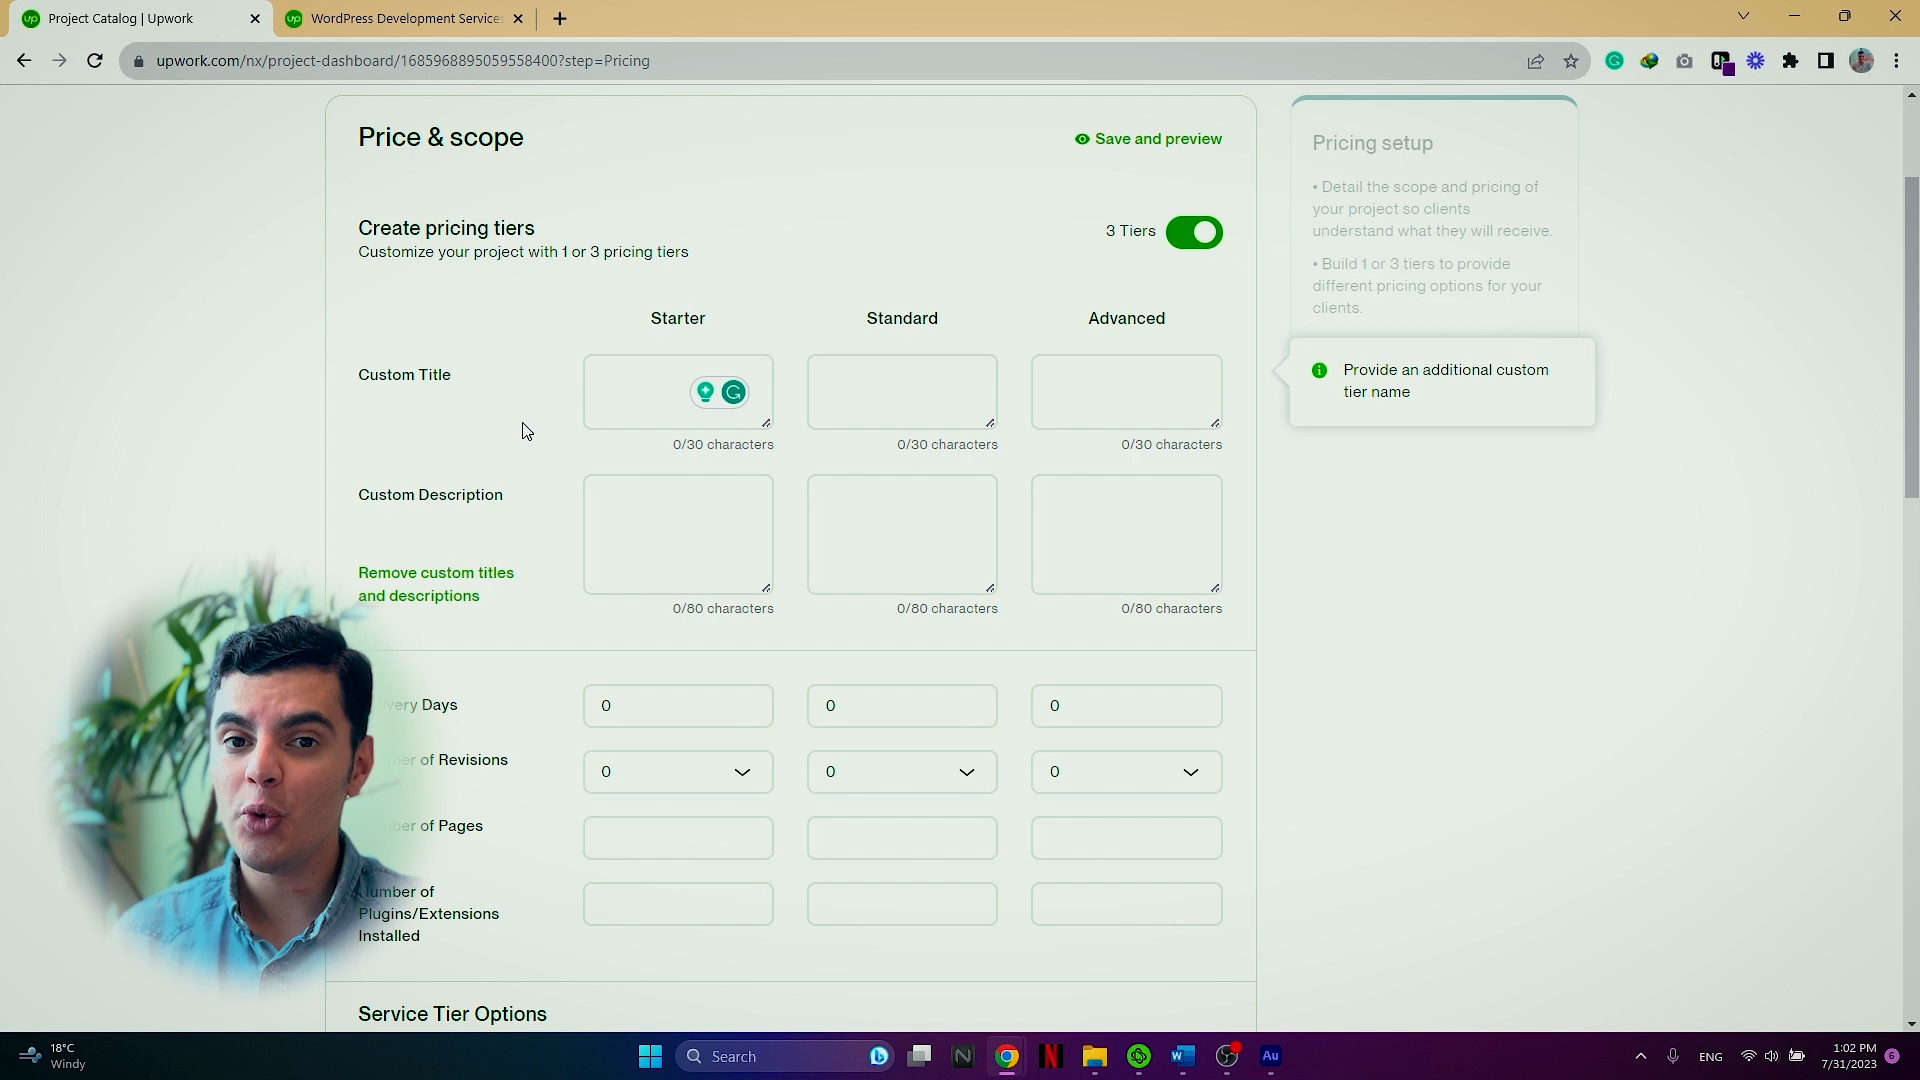 Project Catalog | Upwork
WordPress Development Services
upwork.com/nx/project-dashboard/1685968895059558400?step=Pricing
Price & scope
Save and preview
Create pricing tiers
Customize your project with 1 or 3 pricing tiers
3 Tiers
Starter
Standard
Advanced
Custom Title
0/30 characters
0/30 characters
0/30 characters
Custom Description
Remove custom titles
and descriptions
0/80 characters
0/80 characters
0/80 characters
ivery Days
0
0
0
ber of Revisions
0
0
0
ber of Pages
Number of
Plugins/Extensions
Installed
Service Tier Options
Pricing setup
• Detail the scope and pricing of
your project so clients
understand what they will receive.
• Build 1 or 3 tiers to provide
different pricing options for your
clients.
Provide an additional custom
tier name
18°C
Windy
Search
ENG
1:02 PM
7/31/2023
6